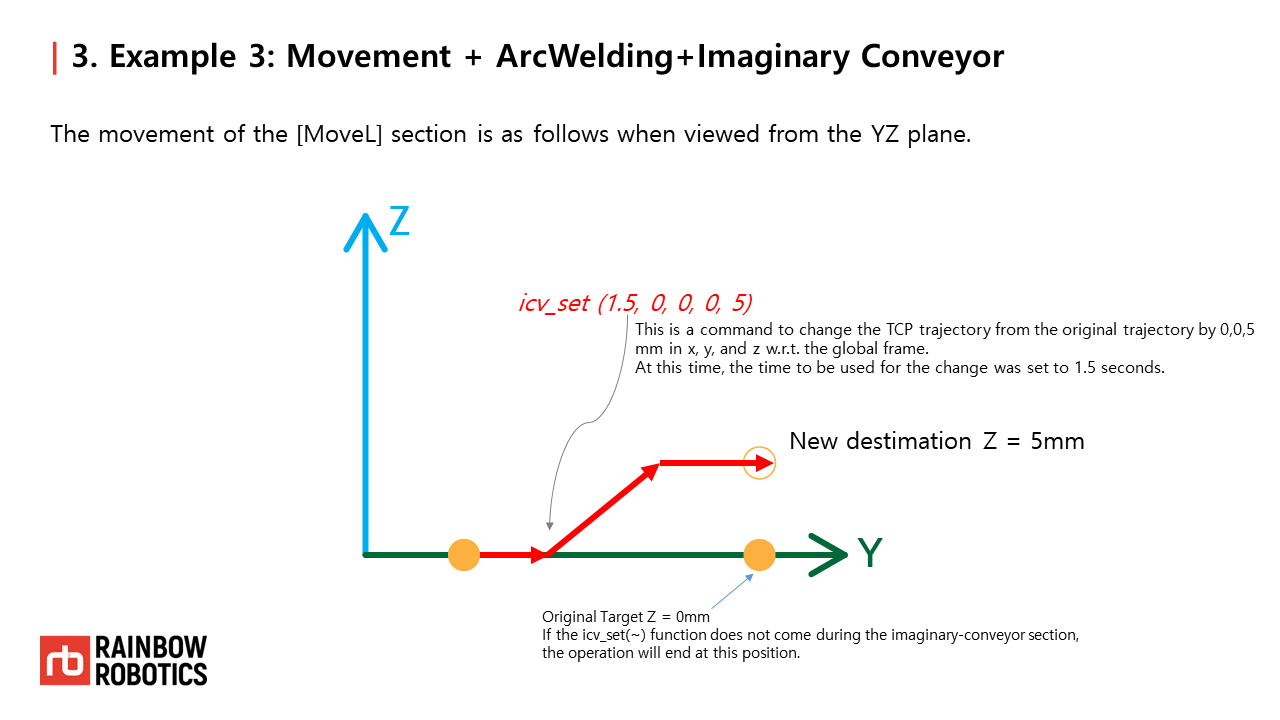 3. Example 3: Movement + ArcWelding+Imaginary Conveyor
The movement of the [MoveL] section is as follows when viewed from the YZ plane.
Z
icv_set (1.5, 0, 0, 0, 5)
This is a command to change the TCP trajectory from the original trajectory by 0,0,5
mm in x, y, and z w.r.t. the global frame.
At this time, the time to be used for the change was set to 1.5 seconds.
New destimation Z = 5mm
Y
Original Target Z = 0mm
If the icv_set(~) function does not come during the imaginary-conveyor section,
the operation will end at this position.
rb
RAINBOW
ROBOTICS